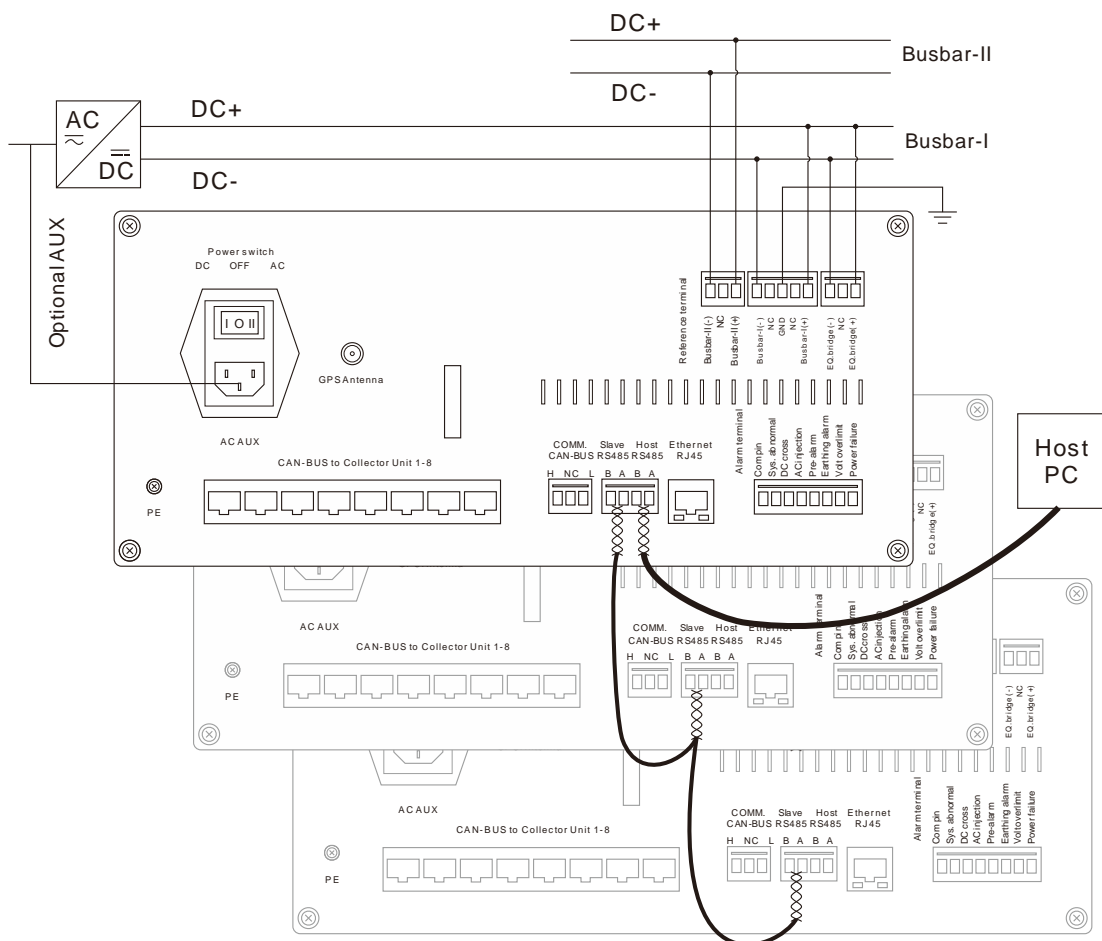 DC+
Busbar-II
DC-
AC
DC
DC+
Busbar-I
DC-
Optional AUX
Power switch
DC OFF AC
I O II
GPS Antenna
AC AUX
Reference terminal
Busbar-II(-)
NC
Busbar-II(+)
Busbar-I(-)
NC
GND
NC
Busbar-I(+)
EQ.bridge(-)
NC
EQ.bridge(+)
CAN-BUS to Collector Unit 1-8
PE
COMM. Slave Host Ethernet
CAN-BUS RS485 RS485 RJ45
H NC L B A B A
Alarm terminal
Com pin
Sys. abnormal
DC cross
AC injection
Pre-alarm
Earthing alarm
Volt overlimit
Power failure
Host
PC
NC
EQ.bridge(+)
AC AUX
CAN-BUS to Collector Unit 1-8
PE
COMM. Slave Host Ethernet
CAN-BUS RS485 RS485 RJ45
H NC L B A B A
Alarm terminal
Com pin
Sys. abnormal
DC cross
AC injection
Pre-alarm
Earthing alarm
Volt overlimit
Power failure
EQ.bridge(-)
NC
EQ.bridge(+)
AC AUX
CAN-BUS to Collector Unit 1-8
PE
COMM. Slave Host Ethernet
CAN-BUS RS485 RS485 RJ45
H NC L B A B A
Alarm terminal
Com pin
Sys. abnormal
DC cross
AC injection
Pre-alarm
Earthing alarm
Volt overlimit
Power failure